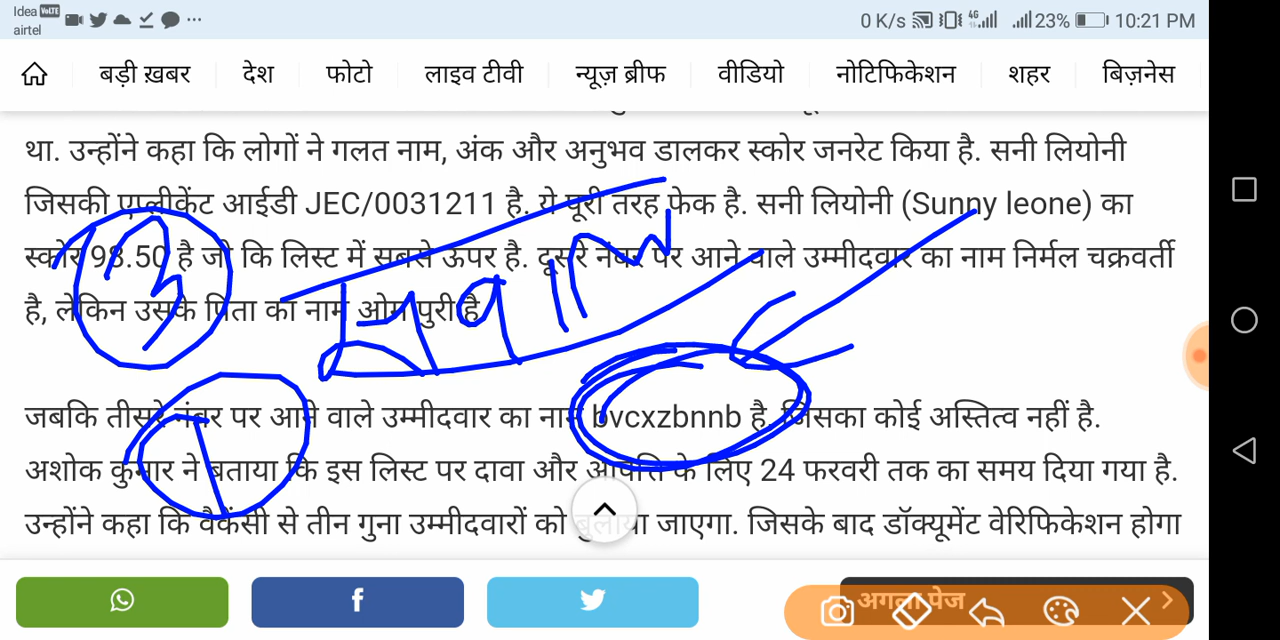 Idea VoLTE
airtel
0 K/s 4G 23% 10:21 PM
बड़ी ख़बर देश फोटो लाइव टीवी न्यूज़ ब्रीफ वीडियो नोटिफिकेशन शहर बिज़नेस
था. उन्होंने कहा कि लोगों ने गलत नाम, अंक और अनुभव डालकर स्कोर जनरेट किया है. सनी लियोनी
जिसकी एप्लीकेंट आईडी JEC/0031211 है. ये पूरी तरह फेक है. सनी लियोनी (Sunny leone) का
स्कोर 98.50 है जो कि लिस्ट में सबसे ऊपर है. दूसरे नंबर पर आने वाले उम्मीदवार का नाम निर्मल चक्रवर्ती
है, लेकिन उसके पिता का नाम ओम पुरी है
जबकि तीसरे नंबर पर आने वाले उम्मीदवार का नाम bvcxzbnnb है. जिसका कोई अस्तित्व नहीं है.
अशोक कुमार ने बताया कि इस लिस्ट पर दावा और आपत्ति के लिए 24 फरवरी तक का समय दिया गया है.
उन्होंने कहा कि वैकेंसी से तीन गुना उम्मीदवारों को बुलाया जाएगा. जिसके बाद डॉक्यूमेंट वेरिफिकेशन होगा
अगला पेज